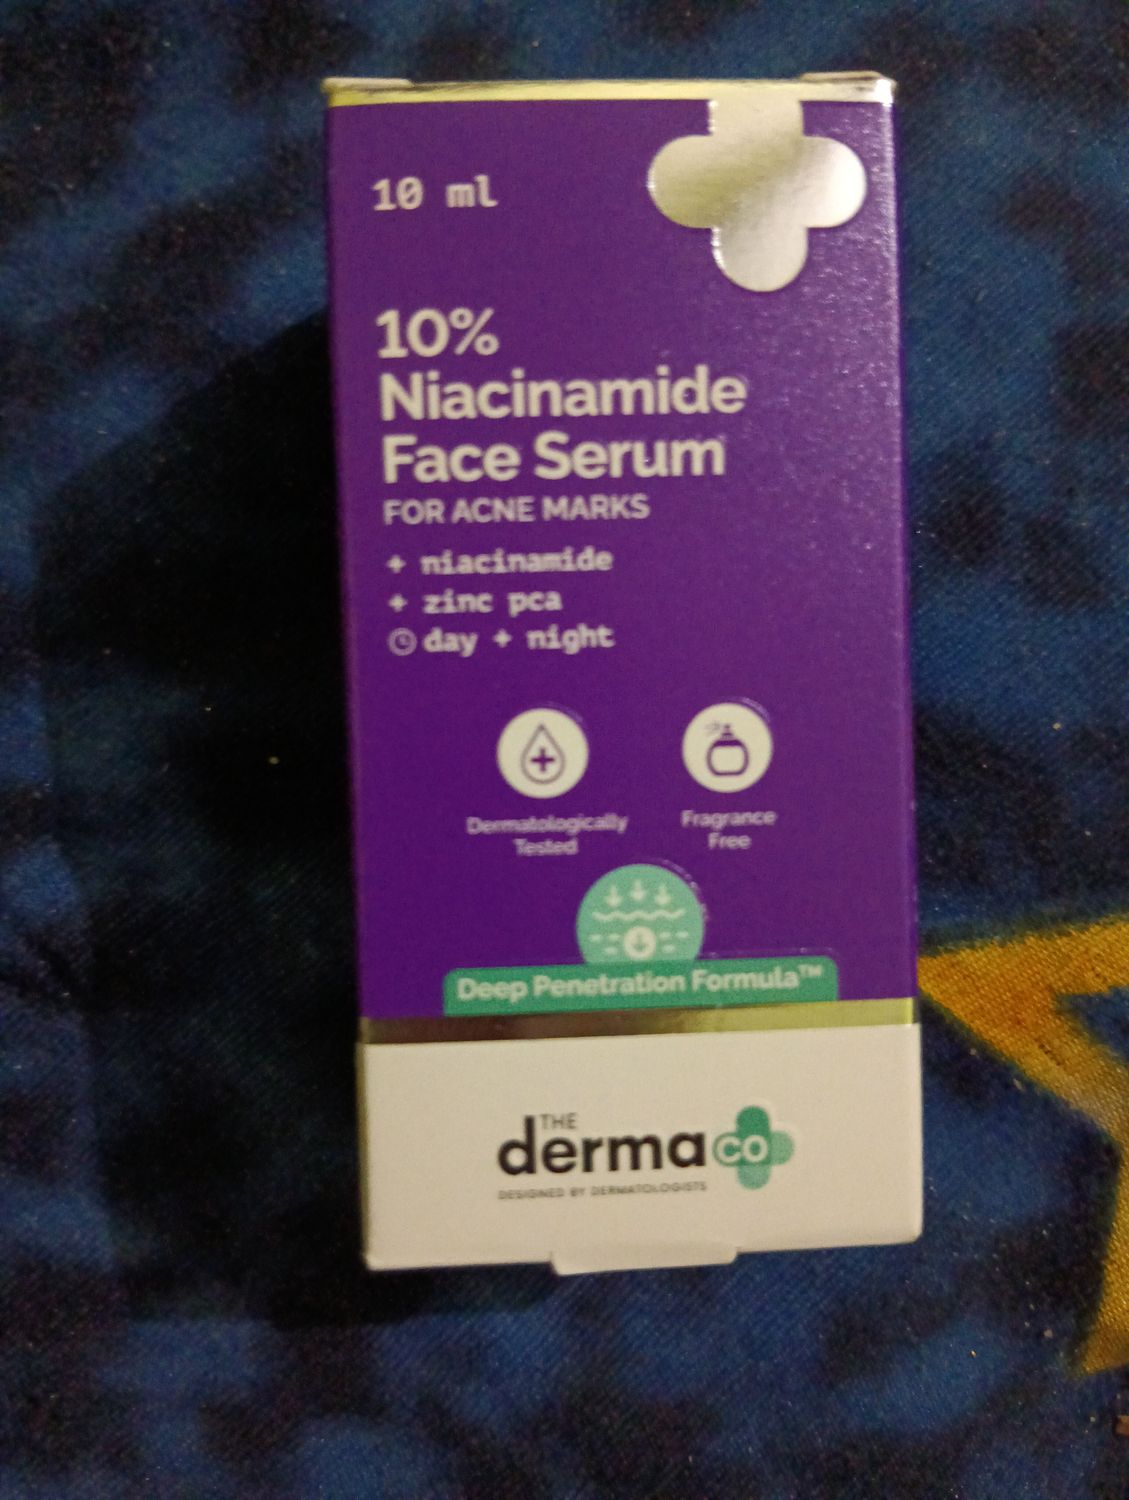 10 ml
10%
Niacinamide
Face Serum
FOR ACNE MARKS
+ niacinamide
+ zinc pca
day + night
Dermatologically
Tested
Fragrance
Free
Deep Penetration Formula™
THE
derma co
DESIGNED BY DERMATOLOGISTS